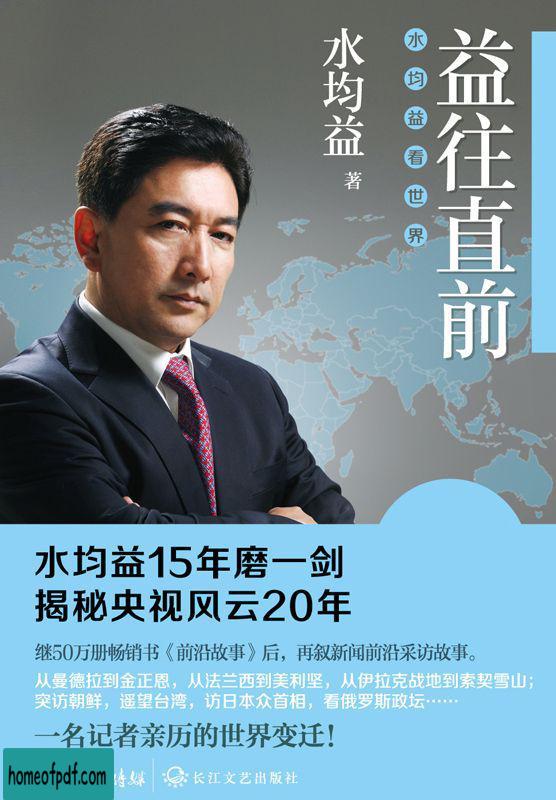 益往直前
水均益看世界
水均益 著
水均益15年磨一剑
揭秘央视风云20年
继50万册畅销书《前沿故事》后，再叙新闻前沿采访故事。
从曼德拉到金正恩，从法兰西到美利坚，从伊拉克战地到索契雪山；
突访朝鲜，遥望台湾，访日本众首相，看俄罗斯政坛……
一名记者亲历的世界变迁！
homeofpdf.com
传媒
长江文艺出版社